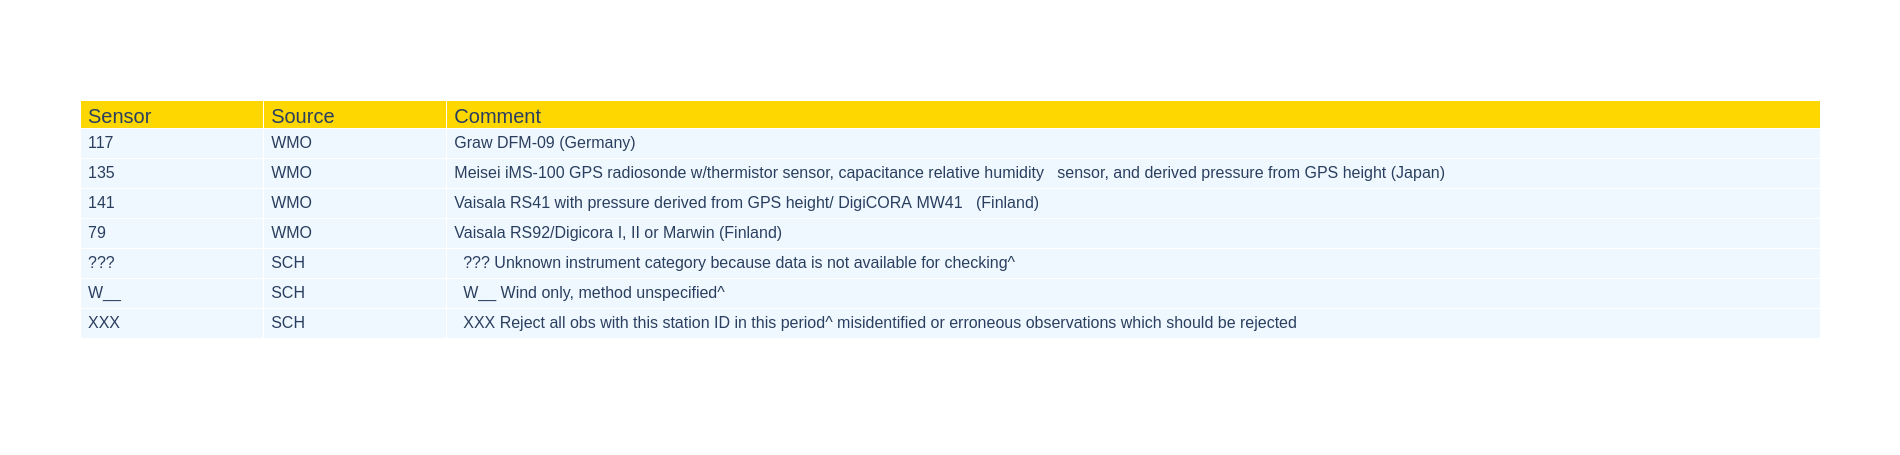 Sensor Source Comment
117 WMO Graw DFM-09 (Germany)
135 WMO Meisei iMS-100 GPS radiosonde w/thermistor sensor, capacitance relative humidity   sensor, and derived pressure from GPS height (Japan)
141 WMO Vaisala RS41 with pressure derived from GPS height/ DigiCORA MW41   (Finland)
79 WMO Vaisala RS92/Digicora I, II or Marwin (Finland)
??? SCH ??? Unknown instrument category because data is not available for checking^
W__ SCH W__ Wind only, method unspecified^
XXX SCH XXX Reject all obs with this station ID in this period^ misidentified or erroneous observations which should be rejected